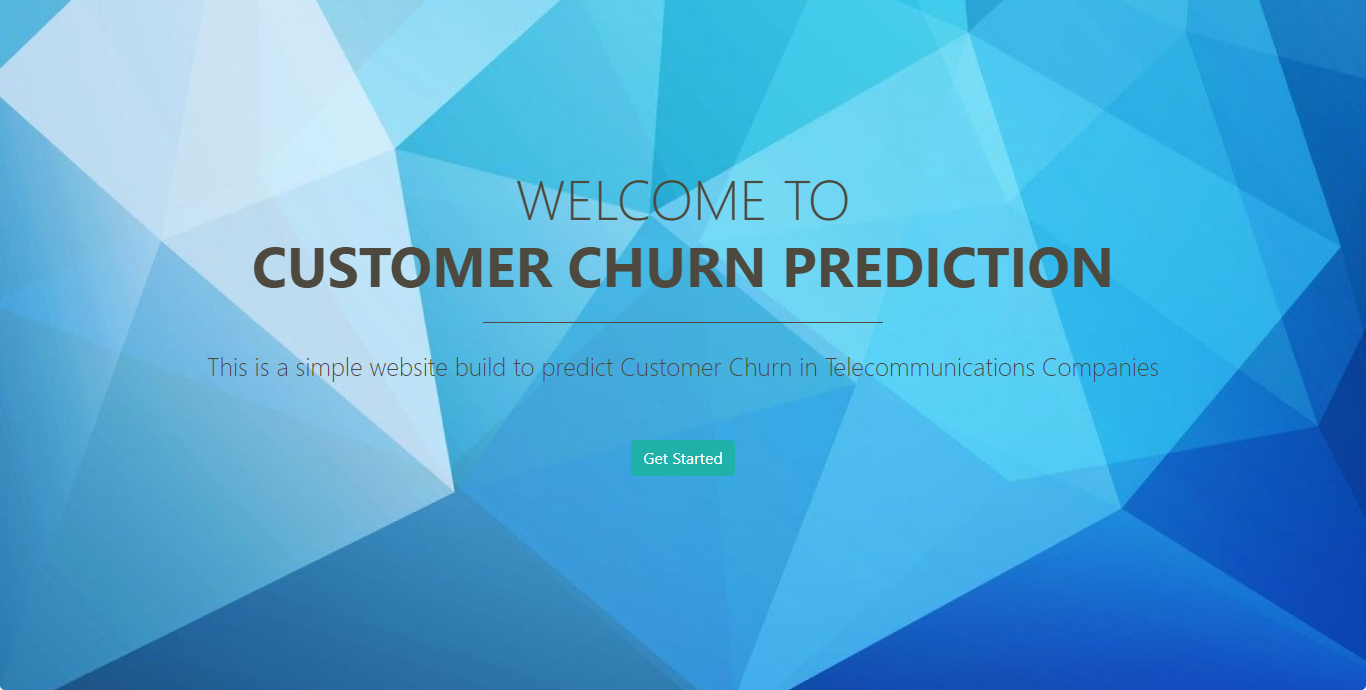 WELCOME TO
CUSTOMER CHURN PREDICTION
This is a simple website build to predict Customer Churn in Telecommunications Companies
Get Started